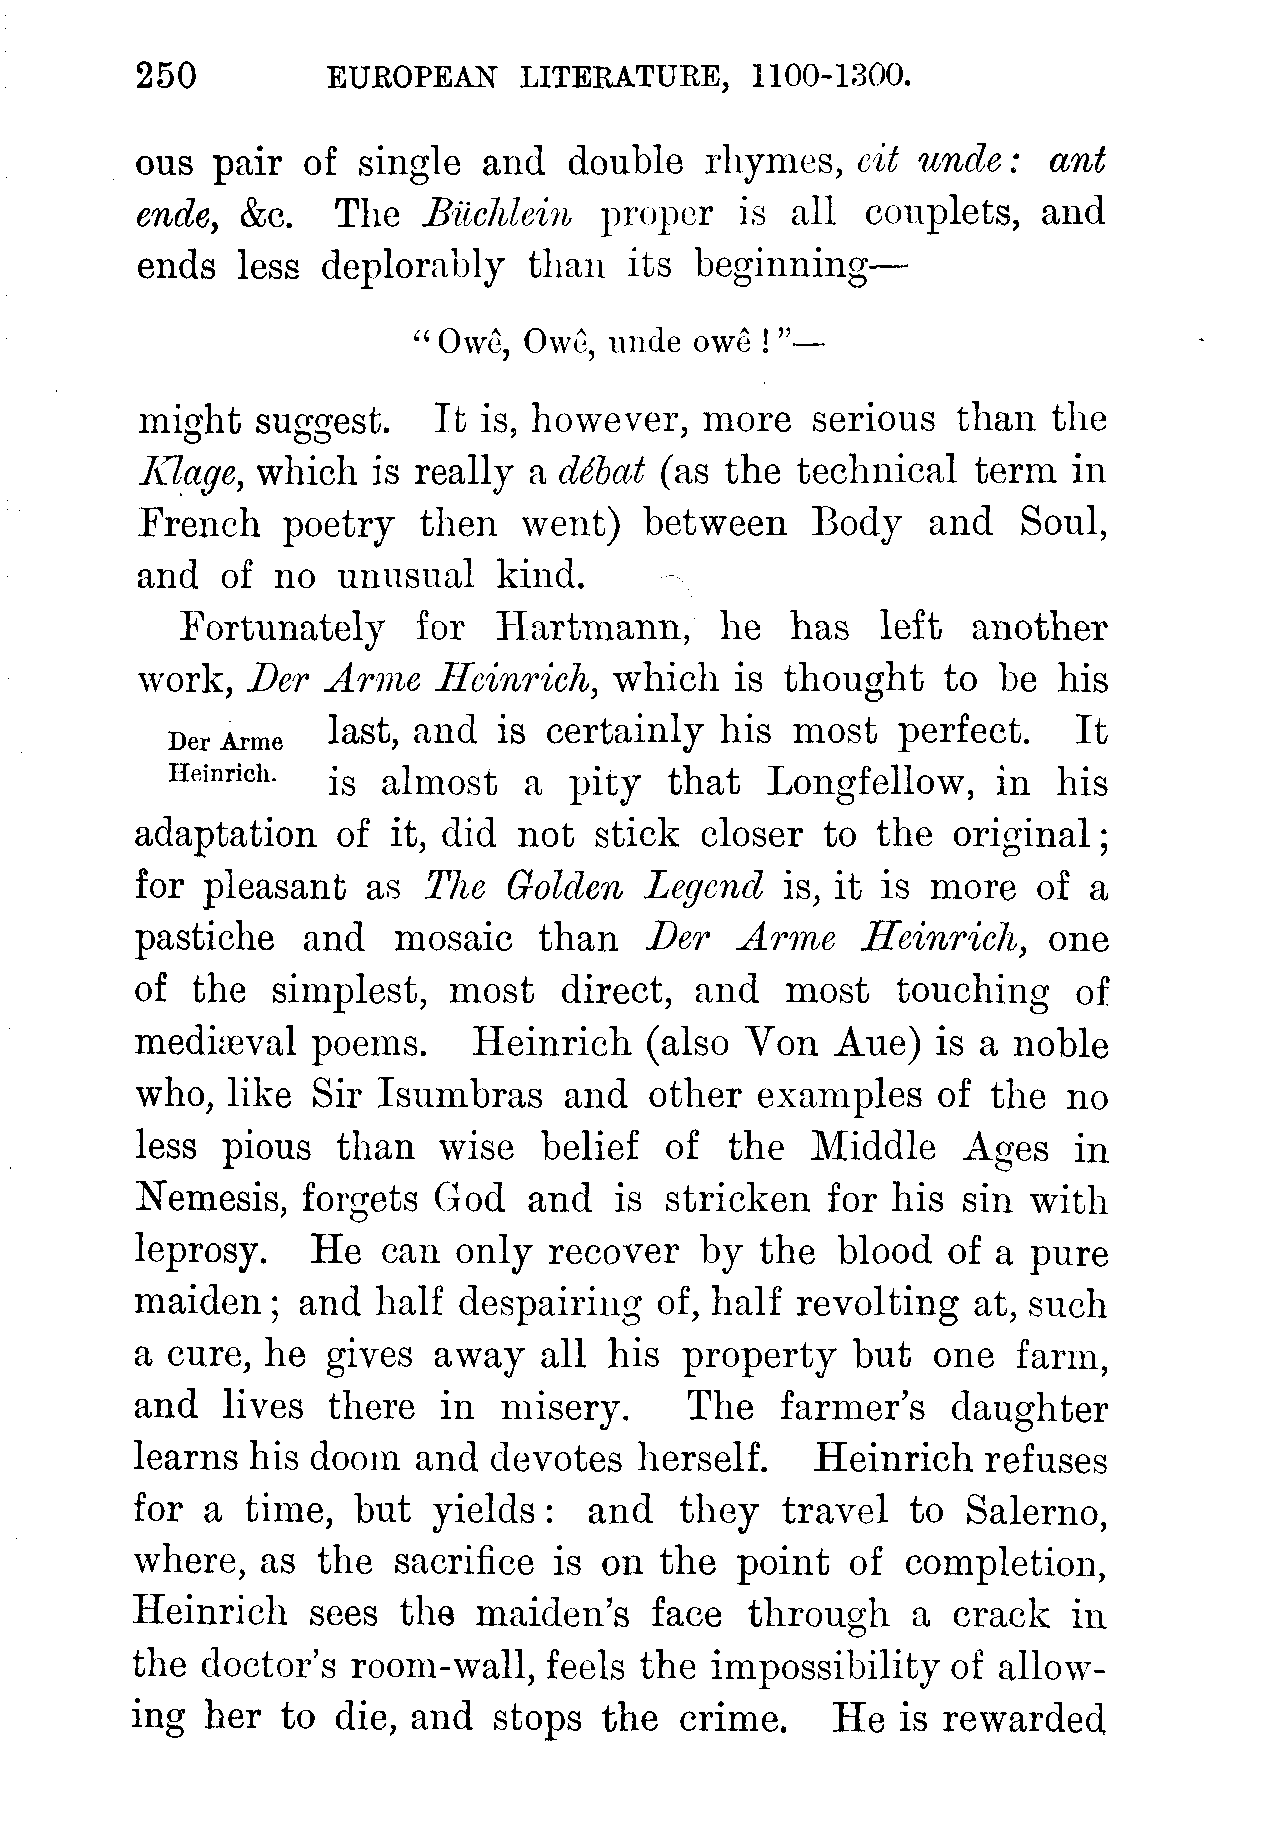 250 EUROPEAN LITERATURE, 1100-1300.
ous pair of single and double rhymes, eit unde: ant
ende, &c. The Büchlein proper is all couplets, and
ends less deplorably than its beginning—
"Owê, Owê, unde owê!"—
might suggest. It is, however, more serious than the
Klage, which is really a débat (as the technical term in
French poetry then went) between Body and Soul,
and of no unusual kind.
Fortunately for Hartmann, he has left another
work, Der Arme Heinrich, which is thought to be his
Der Arme
Heinrich.
last, and is certainly his most perfect. It
is almost a pity that Longfellow, in his
adaptation of it, did not stick closer to the original;
for pleasant as The Golden Legend is, it is more of a
pastiche and mosaic than Der Arme Heinrich, one
of the simplest, most direct, and most touching of
mediæval poems. Heinrich (also Von Aue) is a noble
who, like Sir Isumbras and other examples of the no
less pious than wise belief of the Middle Ages in
Nemesis, forgets God and is stricken for his sin with
leprosy. He can only recover by the blood of a pure
maiden; and half despairing of, half revolting at, such
a cure, he gives away all his property but one farm,
and lives there in misery. The farmer's daughter
learns his doom and devotes herself. Heinrich refuses
for a time, but yields: and they travel to Salerno,
where, as the sacrifice is on the point of completion,
Heinrich sees the maiden's face through a crack in
the doctor's room-wall, feels the impossibility of allow-
ing her to die, and stops the crime. He is rewarded